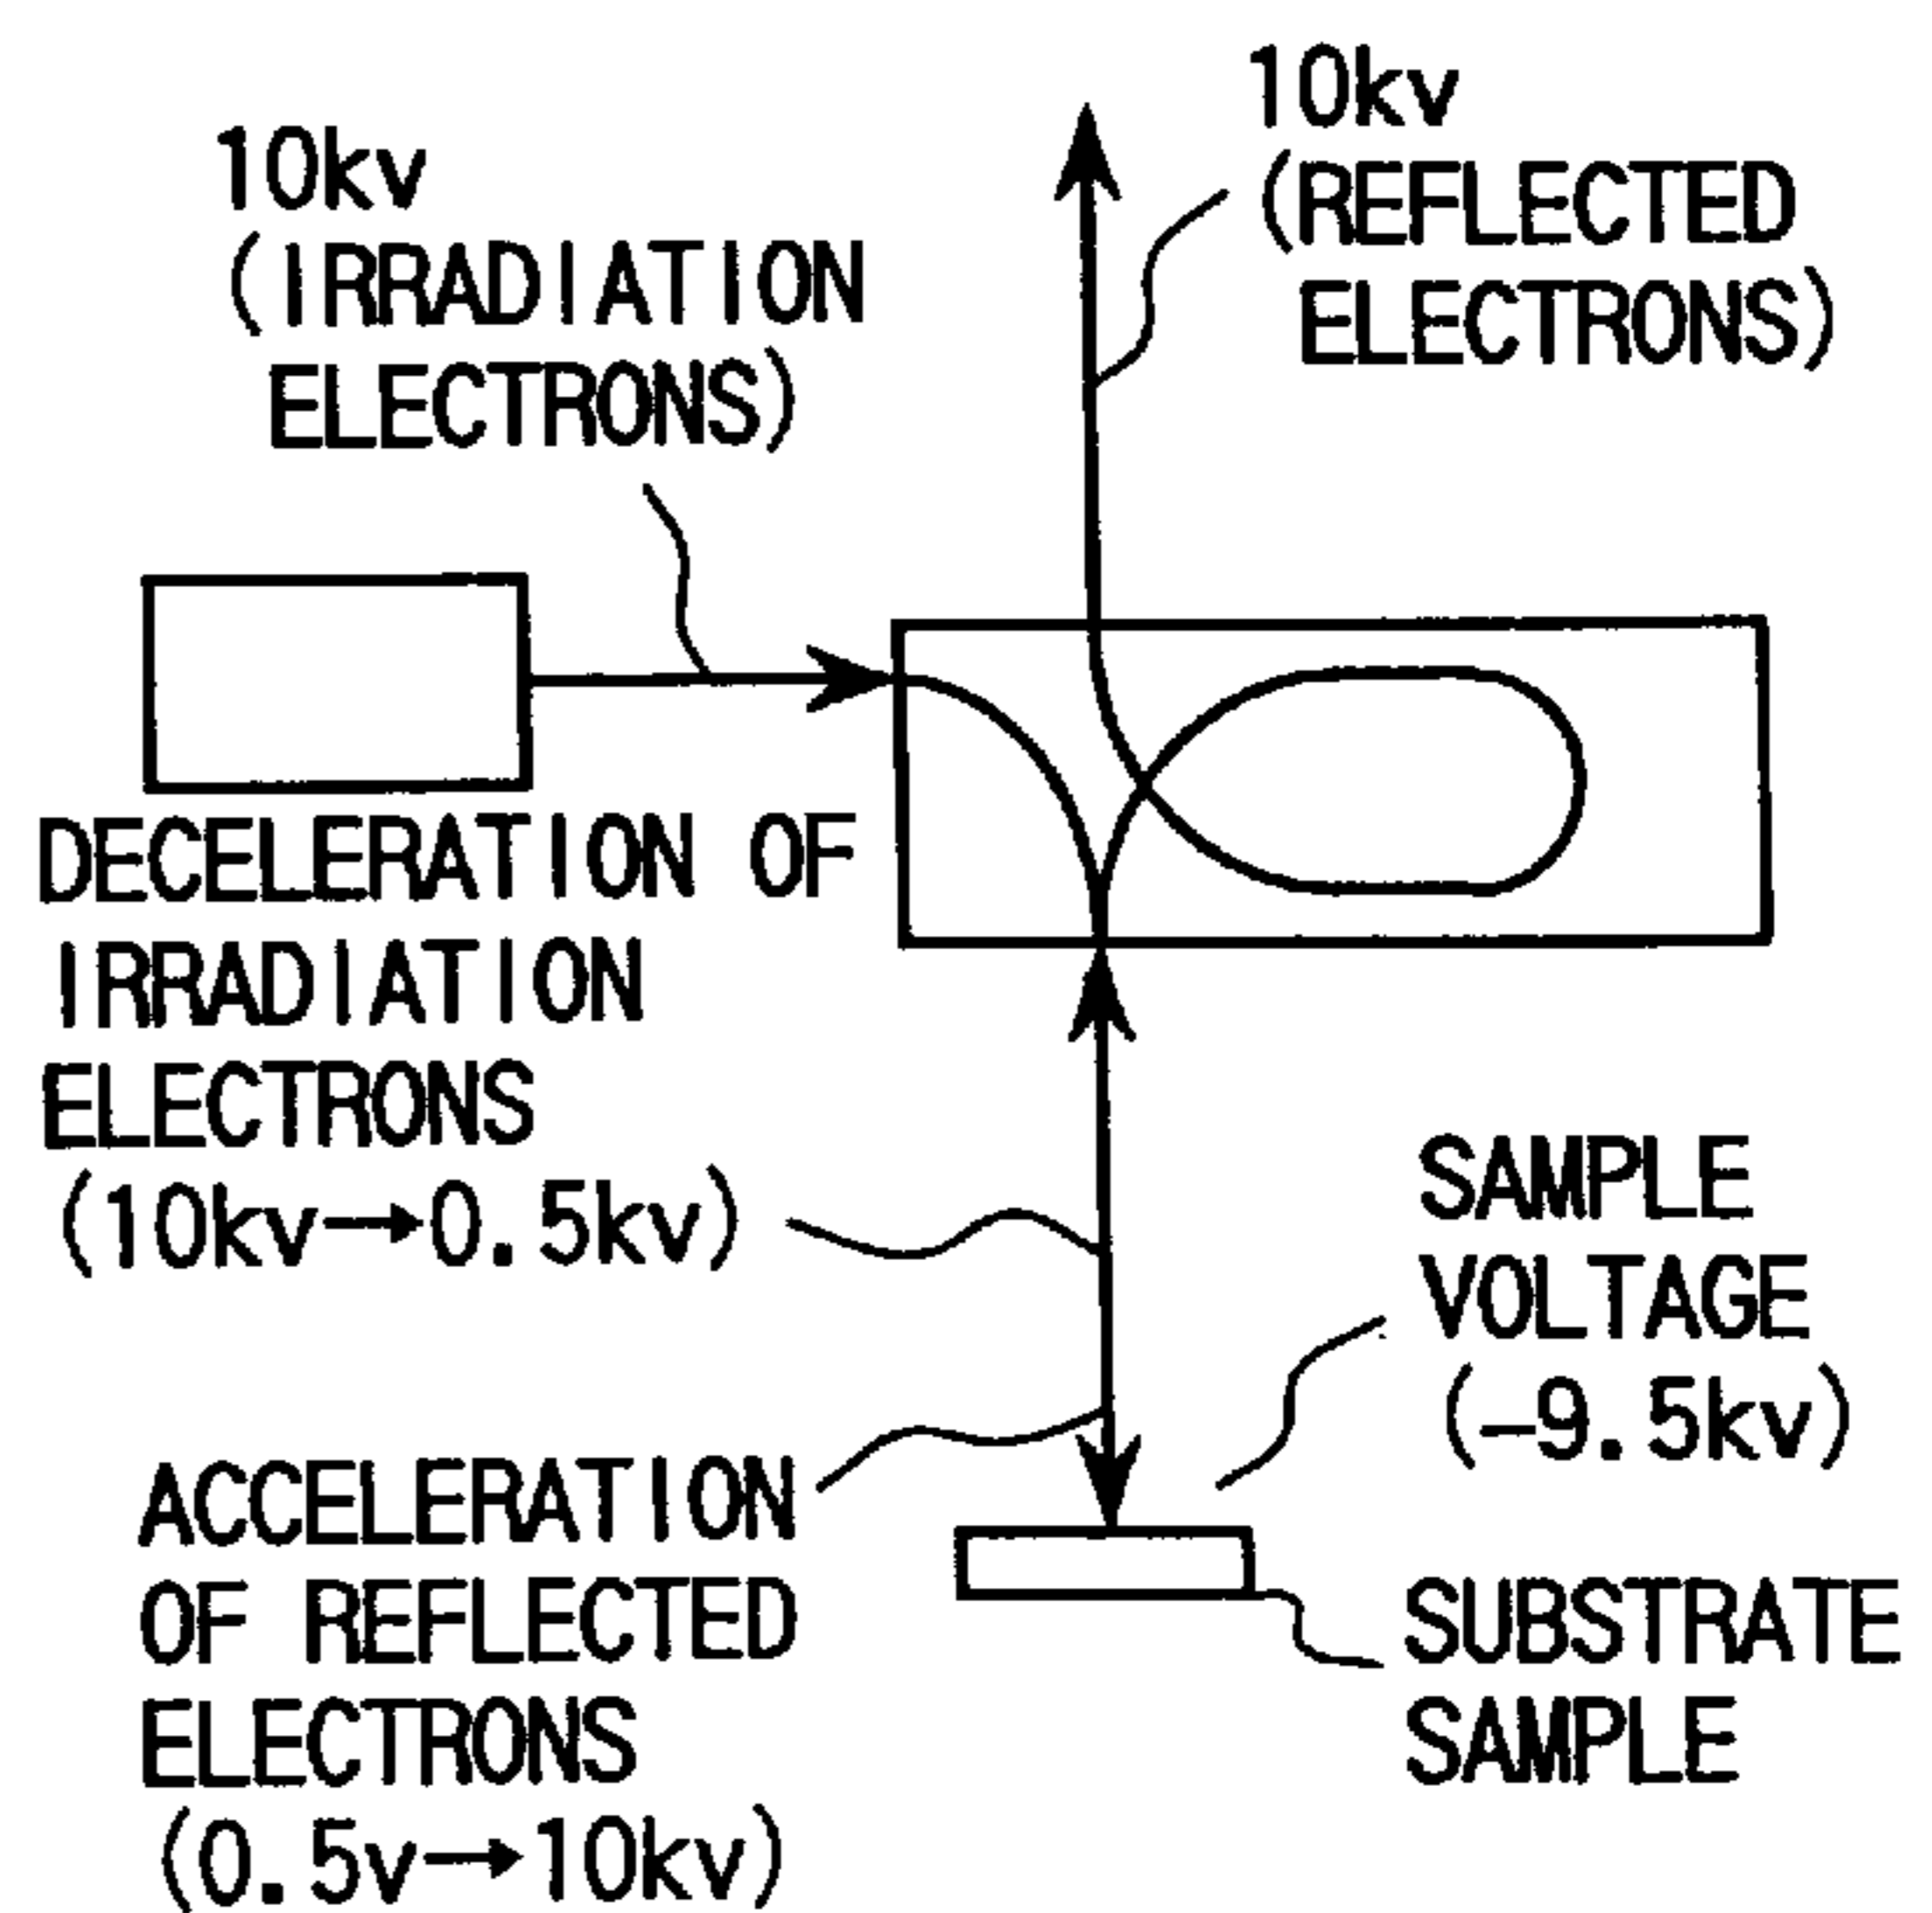 10kv
(IRRADIATION
ELECTRONS)
10kv
(REFLECTED
ELECTRONS)
DECELERATION OF
IRRADIATION
ELECTRONS
(10kv→0.5kv)
SAMPLE
VOLTAGE
(-9.5kv)
ACCELERATION
OF REFLECTED
ELECTRONS
(0.5v→10kv)
SUBSTRATE
SAMPLE